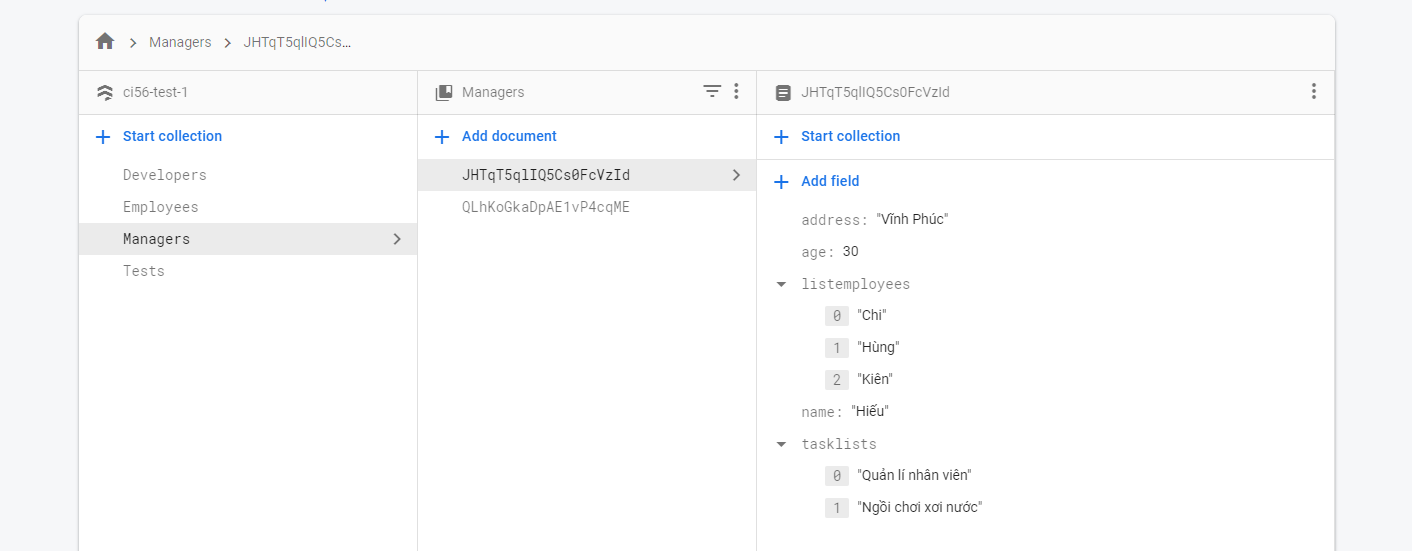 Managers
JHTqT5qlIQ5Cs…
ci56-test-1
Start collection
Developers
Employees
Managers
Tests
Managers
Add document
JHTqT5qlIQ5Cs0FcVzId
QLhKoGkaDpAE1vP4cqME
JHTqT5qlIQ5Cs0FcVzId
Start collection
Add field
address: "Vĩnh Phúc"
age: 30
listemployees
0 "Chi"
1 "Hùng"
2 "Kiên"
name: "Hiếu"
tasklists
0 "Quản lí nhân viên"
1 "Ngồi chơi xơi nước"